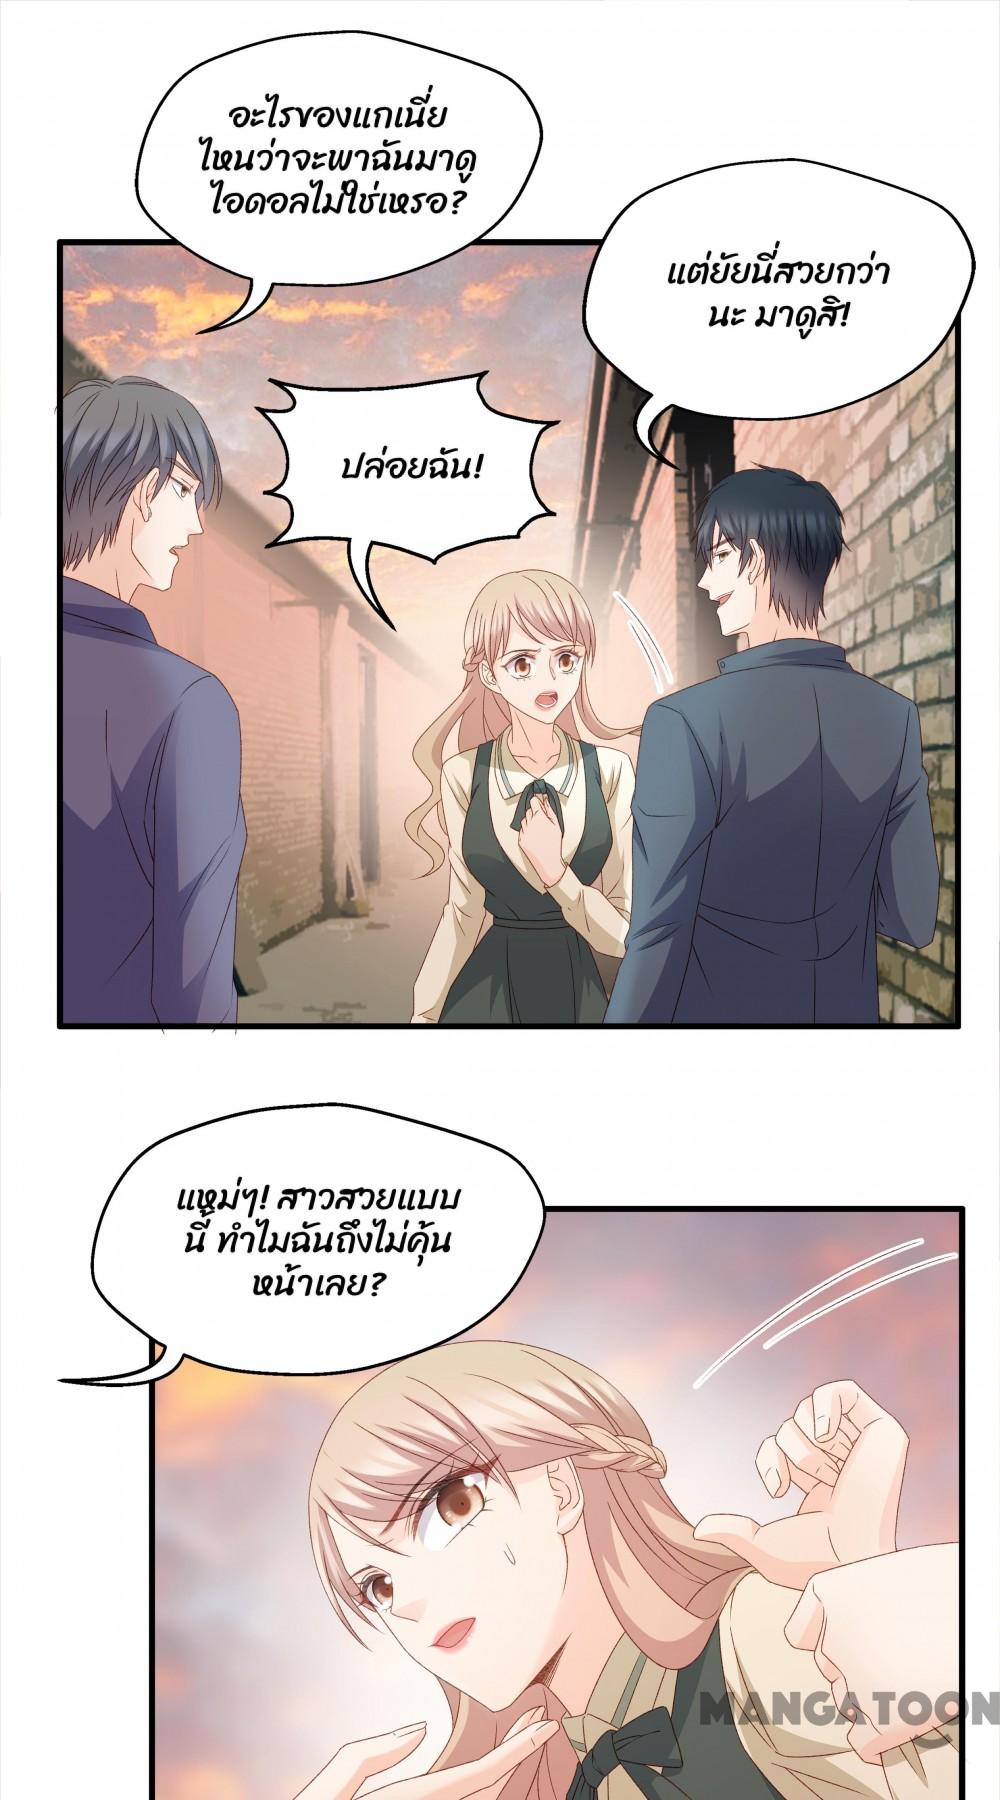 อะไรของแกเนี่ย
ไหนว่าจะพาฉันมาดู
ไอดอลไม่ใช่เหรอ?
แต่ยัยนี่สวยกว่า
นะ มาดูสิ!
ปล่อยฉัน!
แหม่ๆ! สาวสวยแบบ
นี้ ทำไมฉันถึงไม่คุ้น
หน้าเลย?
MANGATOON